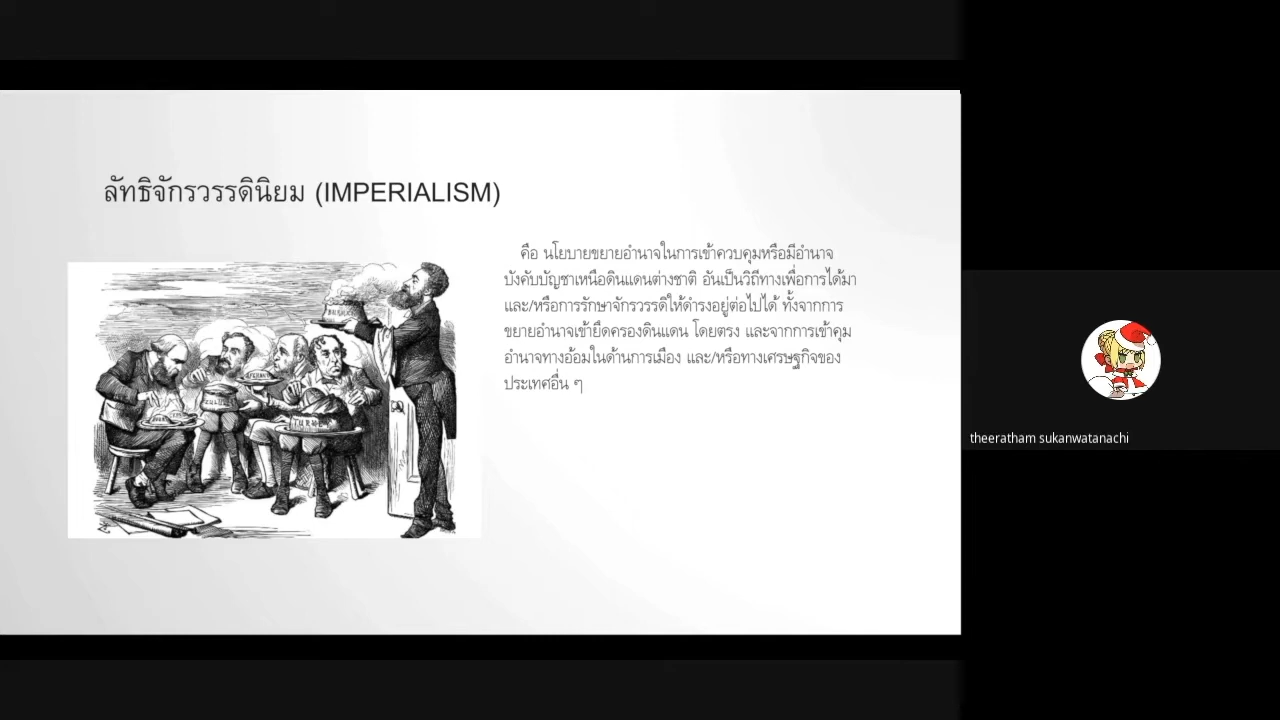 ลัทธิจักรวรรดินิยม (IMPERIALISM)
คือ นโยบายขยายอำนาจในการเข้าควบคุมหรือมีอำนาจ
บังคับบัญชาเหนือดินแดนต่างชาติ อันเป็นวิถีทางเพื่อการได้มา
และ/หรือการรักษาจักรวรรดิให้ดำรงอยู่ต่อไปได้ ทั้งจากการ
ขยายอำนาจเข้ายึดครองดินแดน โดยตรง และจากการเข้าคุม
อำนาจทางอ้อมในด้านการเมือง และ/หรือทางเศรษฐกิจของ
ประเทศอื่น ๆ
ZULU
TURKEY
theeratham sukanwatanachi